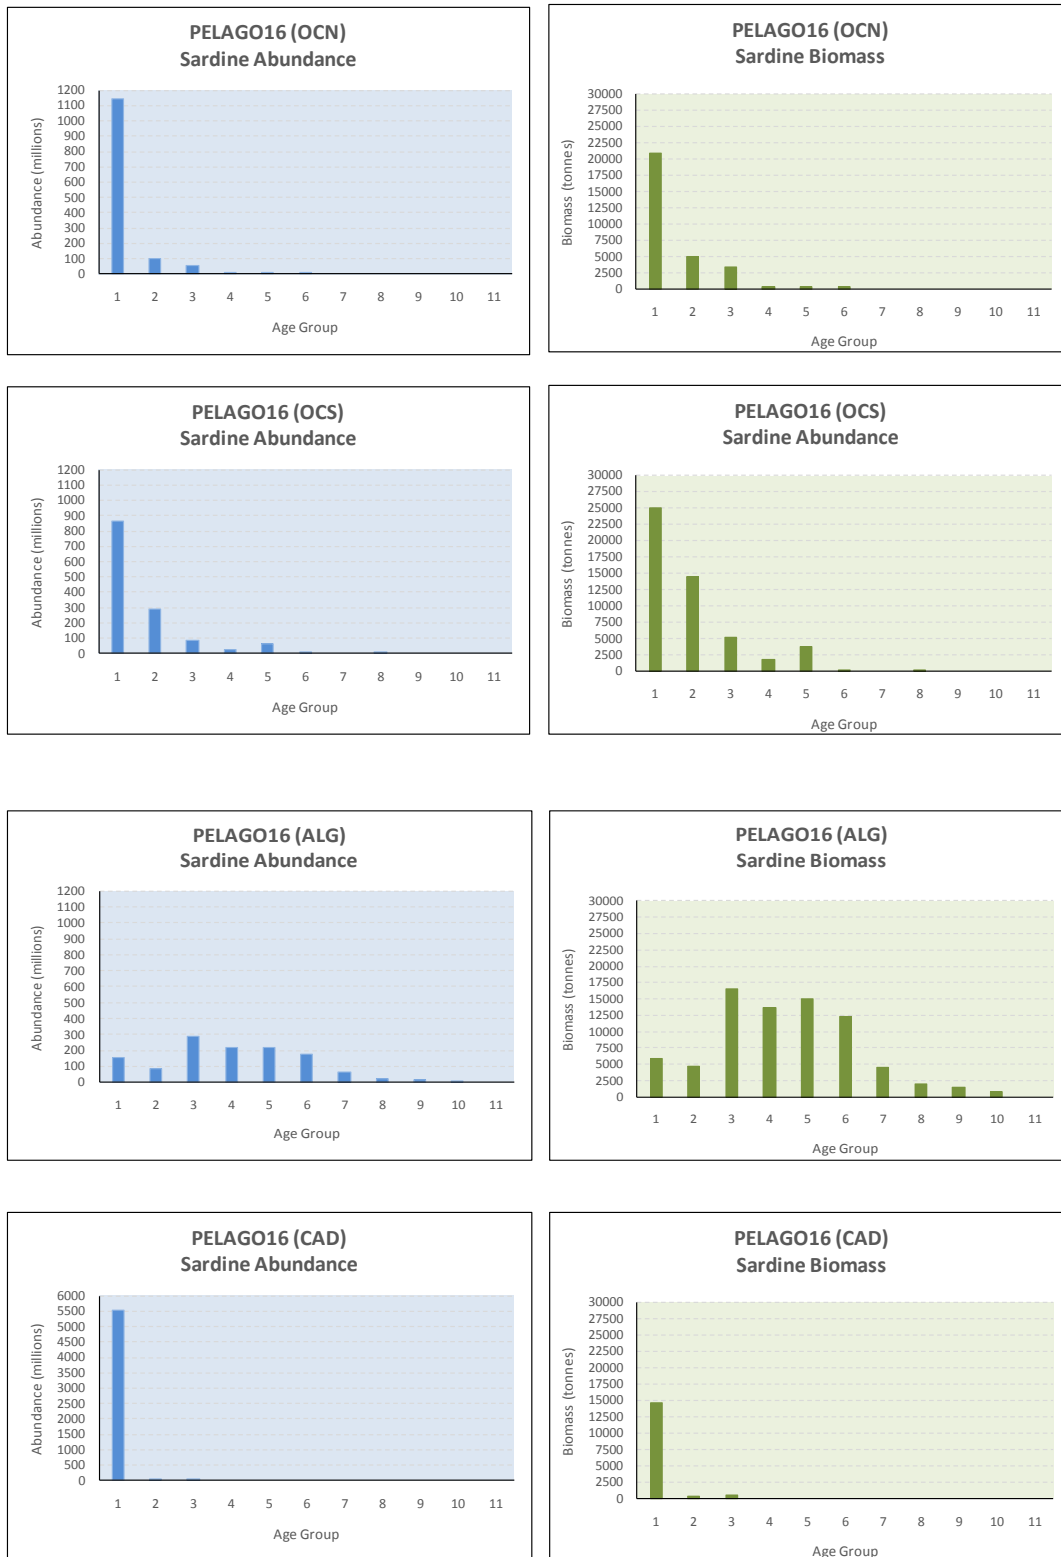 PELAGO16 (OCN)
Sardine Abundance
Abundance (millions)
1200
1100
1000
900
800
700
600
500
400
300
200
100
0
1 2 3 4 5 6 7 8 9 10 11
Age Group
PELAGO16 (OCN)
Sardine Biomass
Biomass (tonnes)
30000
27500
25000
22500
20000
17500
15000
12500
10000
7500
5000
2500
0
1 2 3 4 5 6 7 8 9 10 11
Age Group
PELAGO16 (OCS)
Sardine Abundance
Abundance (millions)
1200
1100
1000
900
800
700
600
500
400
300
200
100
0
1 2 3 4 5 6 7 8 9 10 11
Age Group
PELAGO16 (OCS)
Sardine Abundance
Biomass (tonnes)
30000
27500
25000
22500
20000
17500
15000
12500
10000
7500
5000
2500
0
1 2 3 4 5 6 7 8 9 10 11
Age Group
PELAGO16 (ALG)
Sardine Abundance
Abundance (millions)
1200
1100
1000
900
800
700
600
500
400
300
200
100
0
1 2 3 4 5 6 7 8 9 10 11
Age Group
PELAGO16 (ALG)
Sardine Biomass
Biomass (tonnes)
30000
27500
25000
22500
20000
17500
15000
12500
10000
7500
5000
2500
0
1 2 3 4 5 6 7 8 9 10 11
Age Group
PELAGO16 (CAD)
Sardine Abundance
Abundance (millions)
6000
5500
5000
4500
4000
3500
3000
2500
2000
1500
1000
500
0
1 2 3 4 5 6 7 8 9 10 11
Age Group
PELAGO16 (CAD)
Sardine Biomass
Biomass (tonnes)
30000
27500
25000
22500
20000
17500
15000
12500
10000
7500
5000
2500
0
1 2 3 4 5 6 7 8 9 10 11
Age Group